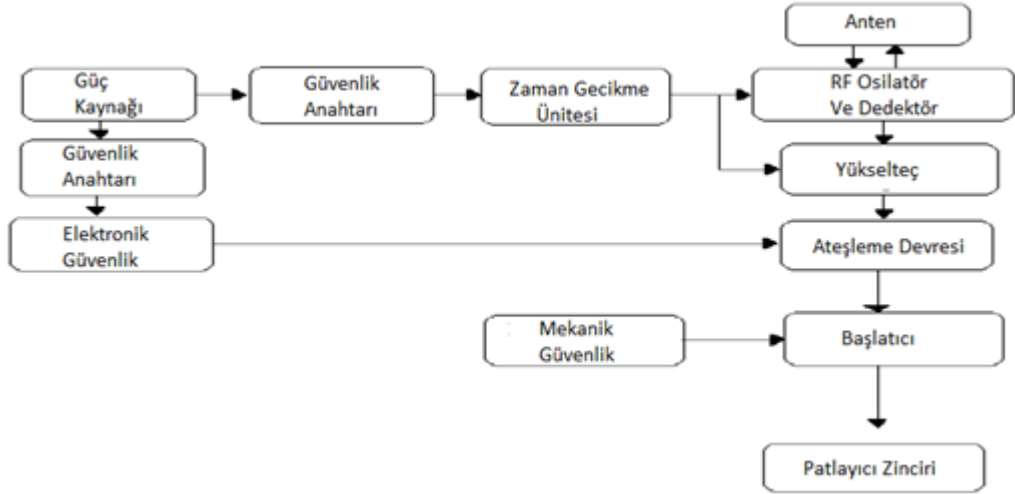 Anten
Güç
Kaynağı
Güvenlik
Anahtarı
Zaman Gecikme
Ünitesi
RF Osilatör
Ve Dedektör
Güvenlik
Anahtarı
Yükselteç
Elektronik
Güvenlik
Ateşleme Devresi
Mekanik
Güvenlik
Başlatıcı
Patlayıcı Zinciri